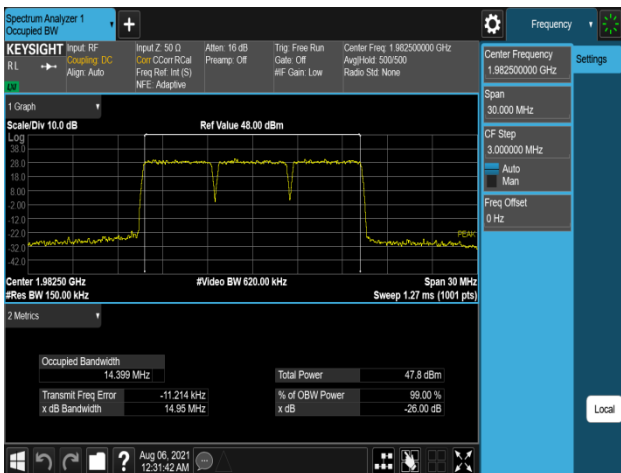 Spectrum Analyzer 1
Occupied BW
Frequency
KEYSIGHT
RL
Input: RF
Coupling: DC
Align: Auto
Input Z: 50 Ω
Corr CCorr RCal
Freq Ref: Int (S)
NFE: Adaptive
Atten: 16 dB
Preamp: Off
Trig: Free Run
Gate: Off
#IF Gain: Low
Center Freq: 1.982500000 GHz
Avg|Hold: 500/500
Radio Std: None
Center Frequency
1.982500000 GHz
Settings
Span
30.000 MHz
CF Step
3.000000 MHz
Auto
Man
Freq Offset
0 Hz
1 Graph
Scale/Div 10.0 dB
Ref Value 48.00 dBm
Log
38.0
28.0
18.0
8.00
-2.00
-12.0
-22.0
-32.0
-42.0
PEAK
Center 1.98250 GHz
#Video BW 620.00 kHz
Span 30 MHz
#Res BW 150.00 kHz
Sweep 1.27 ms (1001 pts)
2 Metrics
Occupied Bandwidth
14.399 MHz
Total Power 47.8 dBm
Transmit Freq Error -11.214 kHz
% of OBW Power 99.00 %
x dB Bandwidth 14.95 MHz
x dB -26.00 dB
Local
Aug 06, 2021
12:31:42 AM